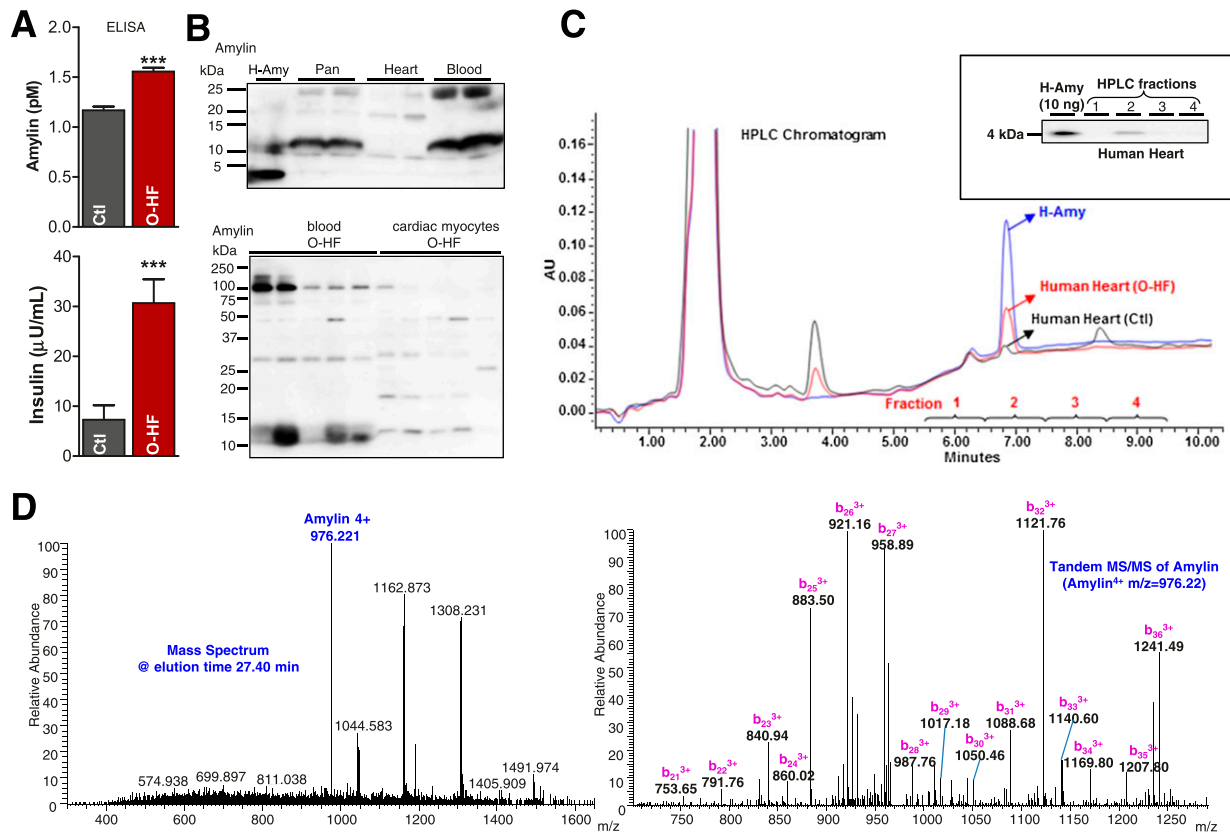 A
ELISA
2.0
1.5
1.0
0.5
0.0
Amylin (pM)
***
Ctl
O-HF
40
30
20
10
0
Insulin (µU/mL)
***
Ctl
O-HF
B
Amylin
kDa
H-Amy Pan Heart Blood
25
20
15
10
5
Amylin
kDa
blood
O-HF
cardiac myocytes
O-HF
250
100
75
50
37
25
20
15
10
C
HPLC Chromatogram
AU
0.16
0.14
0.12
0.10
0.08
0.06
0.04
0.02
0.00
H-Amy
Human Heart (O-HF)
Human Heart (Ctl)
Fraction 1 2 3 4
1.00 2.00 3.00 4.00 5.00 6.00 7.00 8.00 9.00 10.00
Minutes
H-Amy
(10 ng)
HPLC fractions
1 2 3 4
4 kDa
Human Heart
D
Amylin 4+
976.221
Relative Abundance
100
90
80
70
60
50
40
30
20
10
0
Mass Spectrum
@ elution time 27.40 min
1162.873
1308.231
1044.583
574.938
699.897
811.038
1405.909
1491.974
400 600 800 1000 1200 1400 1600
m/z
Relative Abundance
100
90
80
70
60
50
40
30
20
10
0
Tandem MS/MS of Amylin
(Amylin4+ m/z=976.22)
b21 3+
753.65
b22 3+
791.76
b23 3+
840.94
b24 3+
860.02
b25 3+
883.50
b26 3+
921.16
b27 3+
958.89
b28 3+
987.76
b29 3+
1017.18
b30 3+
1050.46
b31 3+
1088.68
b32 3+
1121.76
b33 3+
1140.60
b34 3+
1169.80
b35 3+
1207.80
b36 3+
1241.49
750 800 850 900 950 1000 1050 1100 1150 1200 1250
m/z